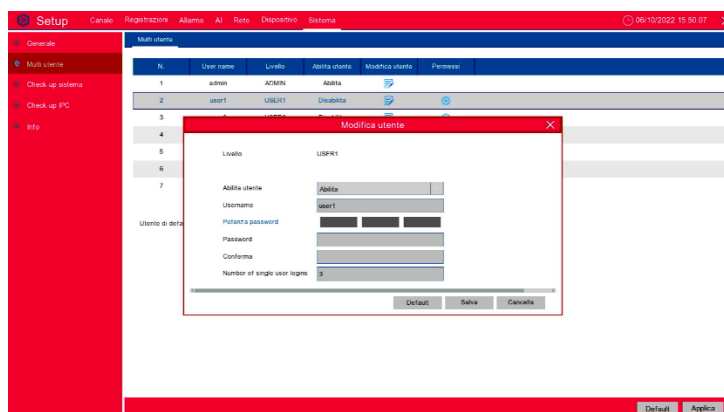 Setup Canale Registrazioni Allarme AI Rete Dispositivo Sistema 06/10/2022 15:50:07
Generale
Multi utente
Check up sistema
Check up IPC
Info
Multi utente
N. User name Livello Abilita utente Modifica utente Permessi
1 admin ADMIN Abilita
2 user1 USER1 Disabilita
3
4
5
6
7
Utente di defa
Modifica utente
Livello USER1
Abilita utente Abilita
Username user1
Potenza password
Password
Conferma
Number of single user logins 3
Default Salva Cancella
Default Applica